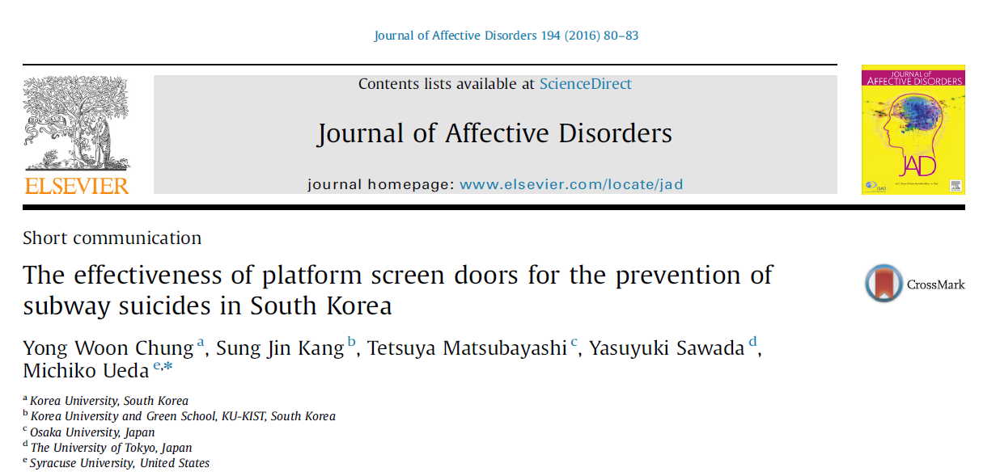 Journal of Affective Disorders 194 (2016) 80–83
Contents lists available at ScienceDirect
Journal of Affective Disorders
journal homepage: www.elsevier.com/locate/jad
ELSEVIER
JOURNAL of
AFFECTIVE DISORDERS
JAD
ISAD
Short communication
The effectiveness of platform screen doors for the prevention of
subway suicides in South Korea
CrossMark
Yong Woon Chung a, Sung Jin Kang b, Tetsuya Matsubayashi c, Yasuyuki Sawada d,
Michiko Ueda e,*
a Korea University, South Korea
b Korea University and Green School, KU-KIST, South Korea
c Osaka University, Japan
d The University of Tokyo, Japan
e Syracuse University, United States